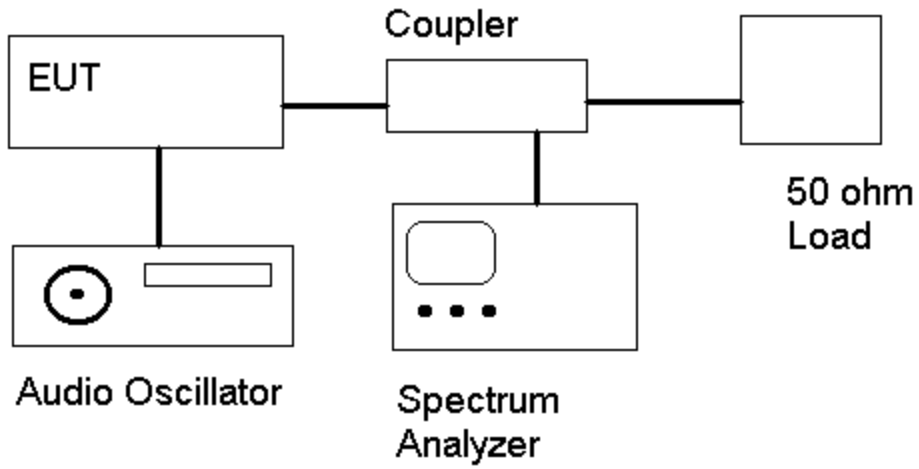 Coupler
EUT
50 ohm
Load
Audio Oscillator
Spectrum
Analyzer